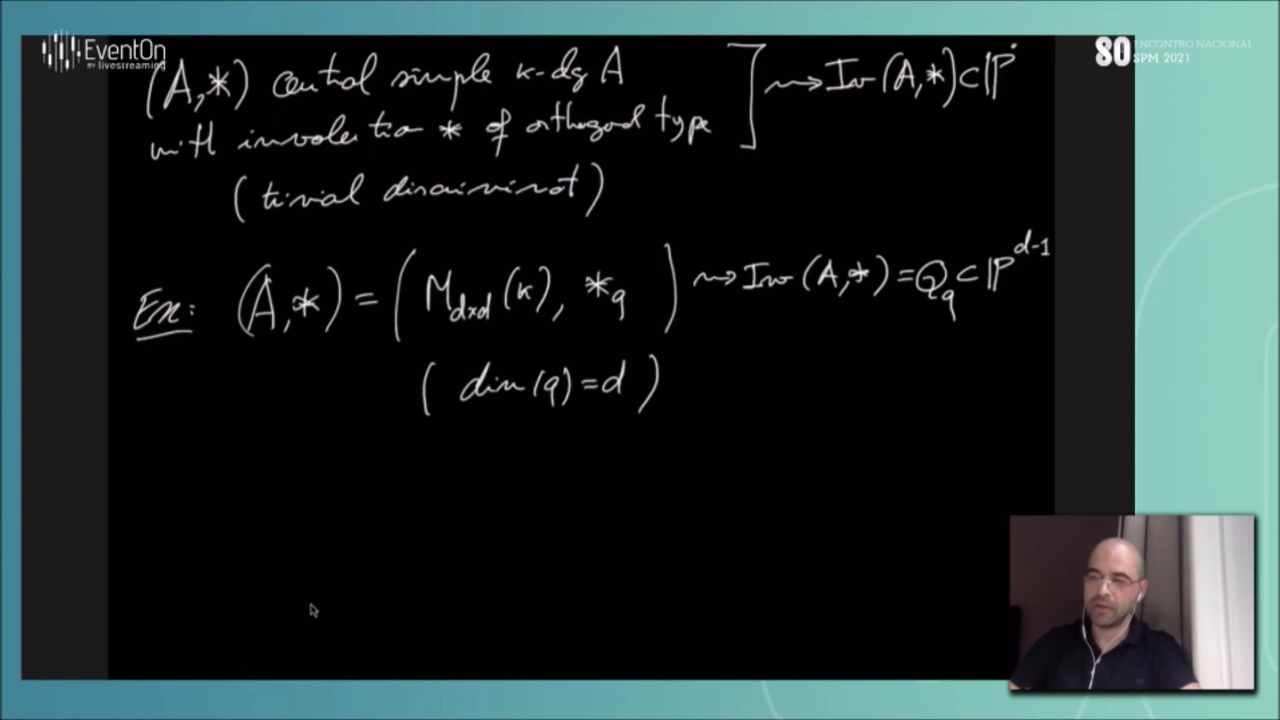 EventOn
BY livestreaming
80 ENCONTRO NACIONAL
SPM 2021
(A,*) central simple k-alg A
with involution * of orthogonal type
(trivial discriminant)
] ⇝ Inv(A,*) ⊂ ℙ^•
Ex: (A,*) = (M_{d×d}(k), *_q) ⇝ Inv(A,*) = Q_q ⊂ ℙ^{d-1}
(dim(q) = d)